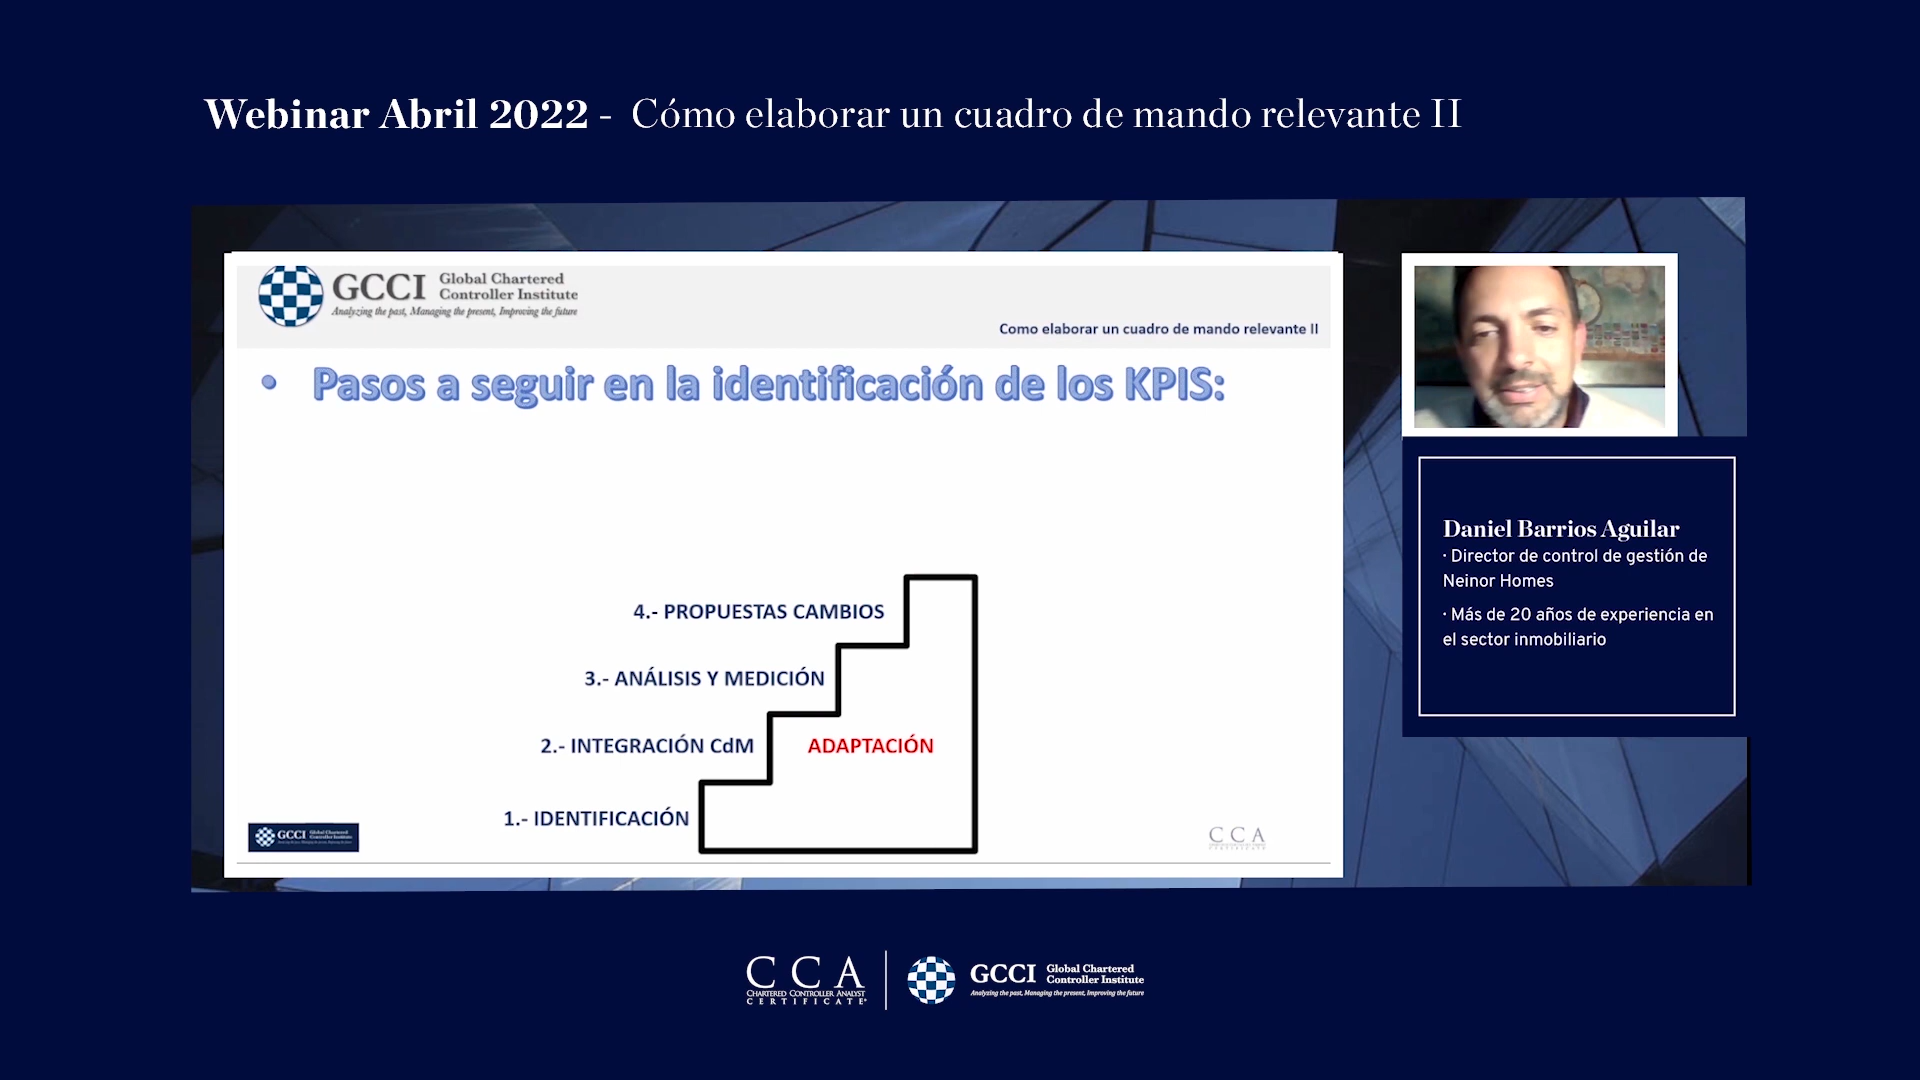 Webinar Abril 2022 - Cómo elaborar un cuadro de mando relevante II
GCCI Global Chartered
Controller Institute
Analyzing the past, Managing the present, Improving the future
Como elaborar un cuadro de mando relevante II
• Pasos a seguir en la identificación de los KPIS:
4.- PROPUESTAS CAMBIOS
3.- ANÁLISIS Y MEDICIÓN
2.- INTEGRACIÓN CdM
ADAPTACIÓN
1.- IDENTIFICACIÓN
GCCI Global Chartered
Controller Institute
CCA
Daniel Barrios Aguilar
· Director de control de gestión de
Neinor Homes
· Más de 20 años de experiencia en
el sector inmobiliario
CCA
CHARTERED CONTROLLER ANALYST
CERTIFICATE®
GCCI Global Chartered
Controller Institute
Analyzing the past, Managing the present, Improving the future